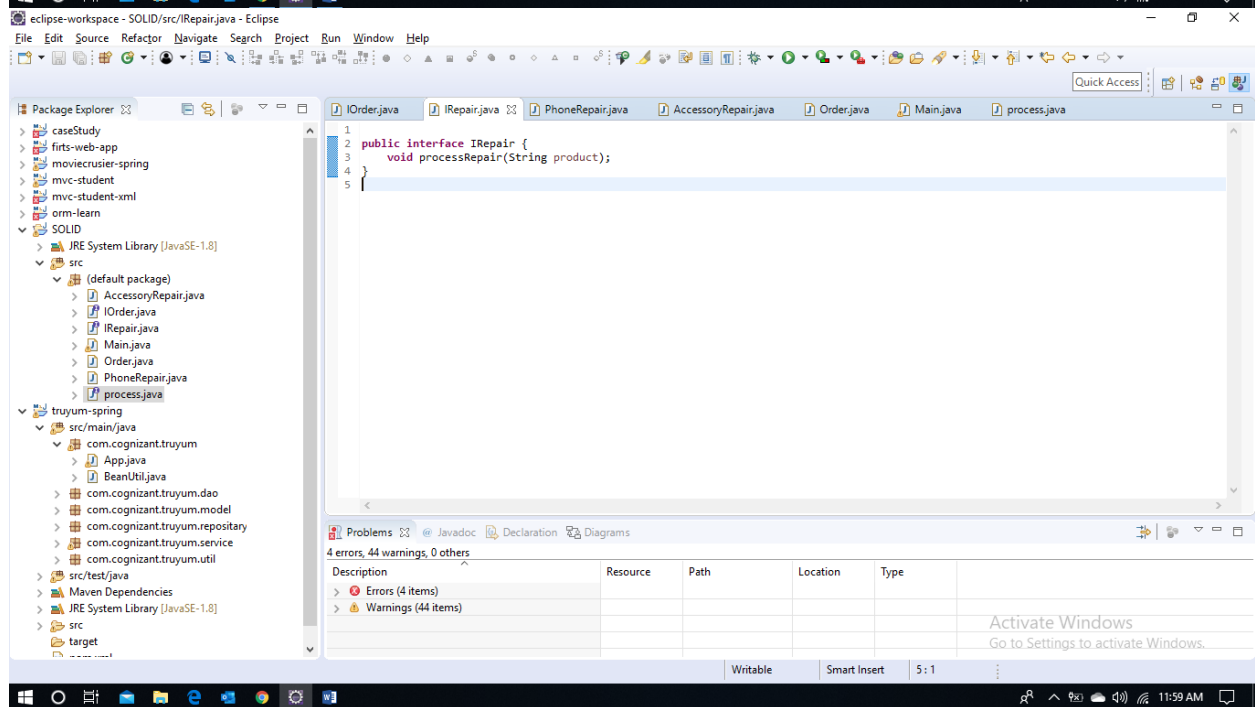 eclipse-workspace - SOLID/src/IRepair.java - Eclipse
File Edit Source Refactor Navigate Search Project Run Window Help
Quick Access
Package Explorer
caseStudy
firts-web-app
moviecrusier-spring
mvc-student
mvc-student-xml
orm-learn
SOLID
JRE System Library [JavaSE-1.8]
src
(default package)
AccessoryRepair.java
IOrder.java
IRepair.java
Main.java
Order.java
PhoneRepair.java
process.java
truyum-spring
src/main/java
com.cognizant.truyum
App.java
BeanUtil.java
com.cognizant.truyum.dao
com.cognizant.truyum.model
com.cognizant.truyum.repositary
com.cognizant.truyum.service
com.cognizant.truyum.util
src/test/java
Maven Dependencies
JRE System Library [JavaSE-1.8]
src
target
IOrder.java IRepair.java PhoneRepair.java AccessoryRepair.java Order.java Main.java process.java
1
2 public interface IRepair {
3 void processRepair(String product);
4 }
5
Problems @ Javadoc Declaration Diagrams
4 errors, 44 warnings, 0 others
Description Resource Path Location Type
Errors (4 items)
Warnings (44 items)
Activate Windows
Go to Settings to activate Windows.
Writable Smart Insert 5 : 1
11:59 AM